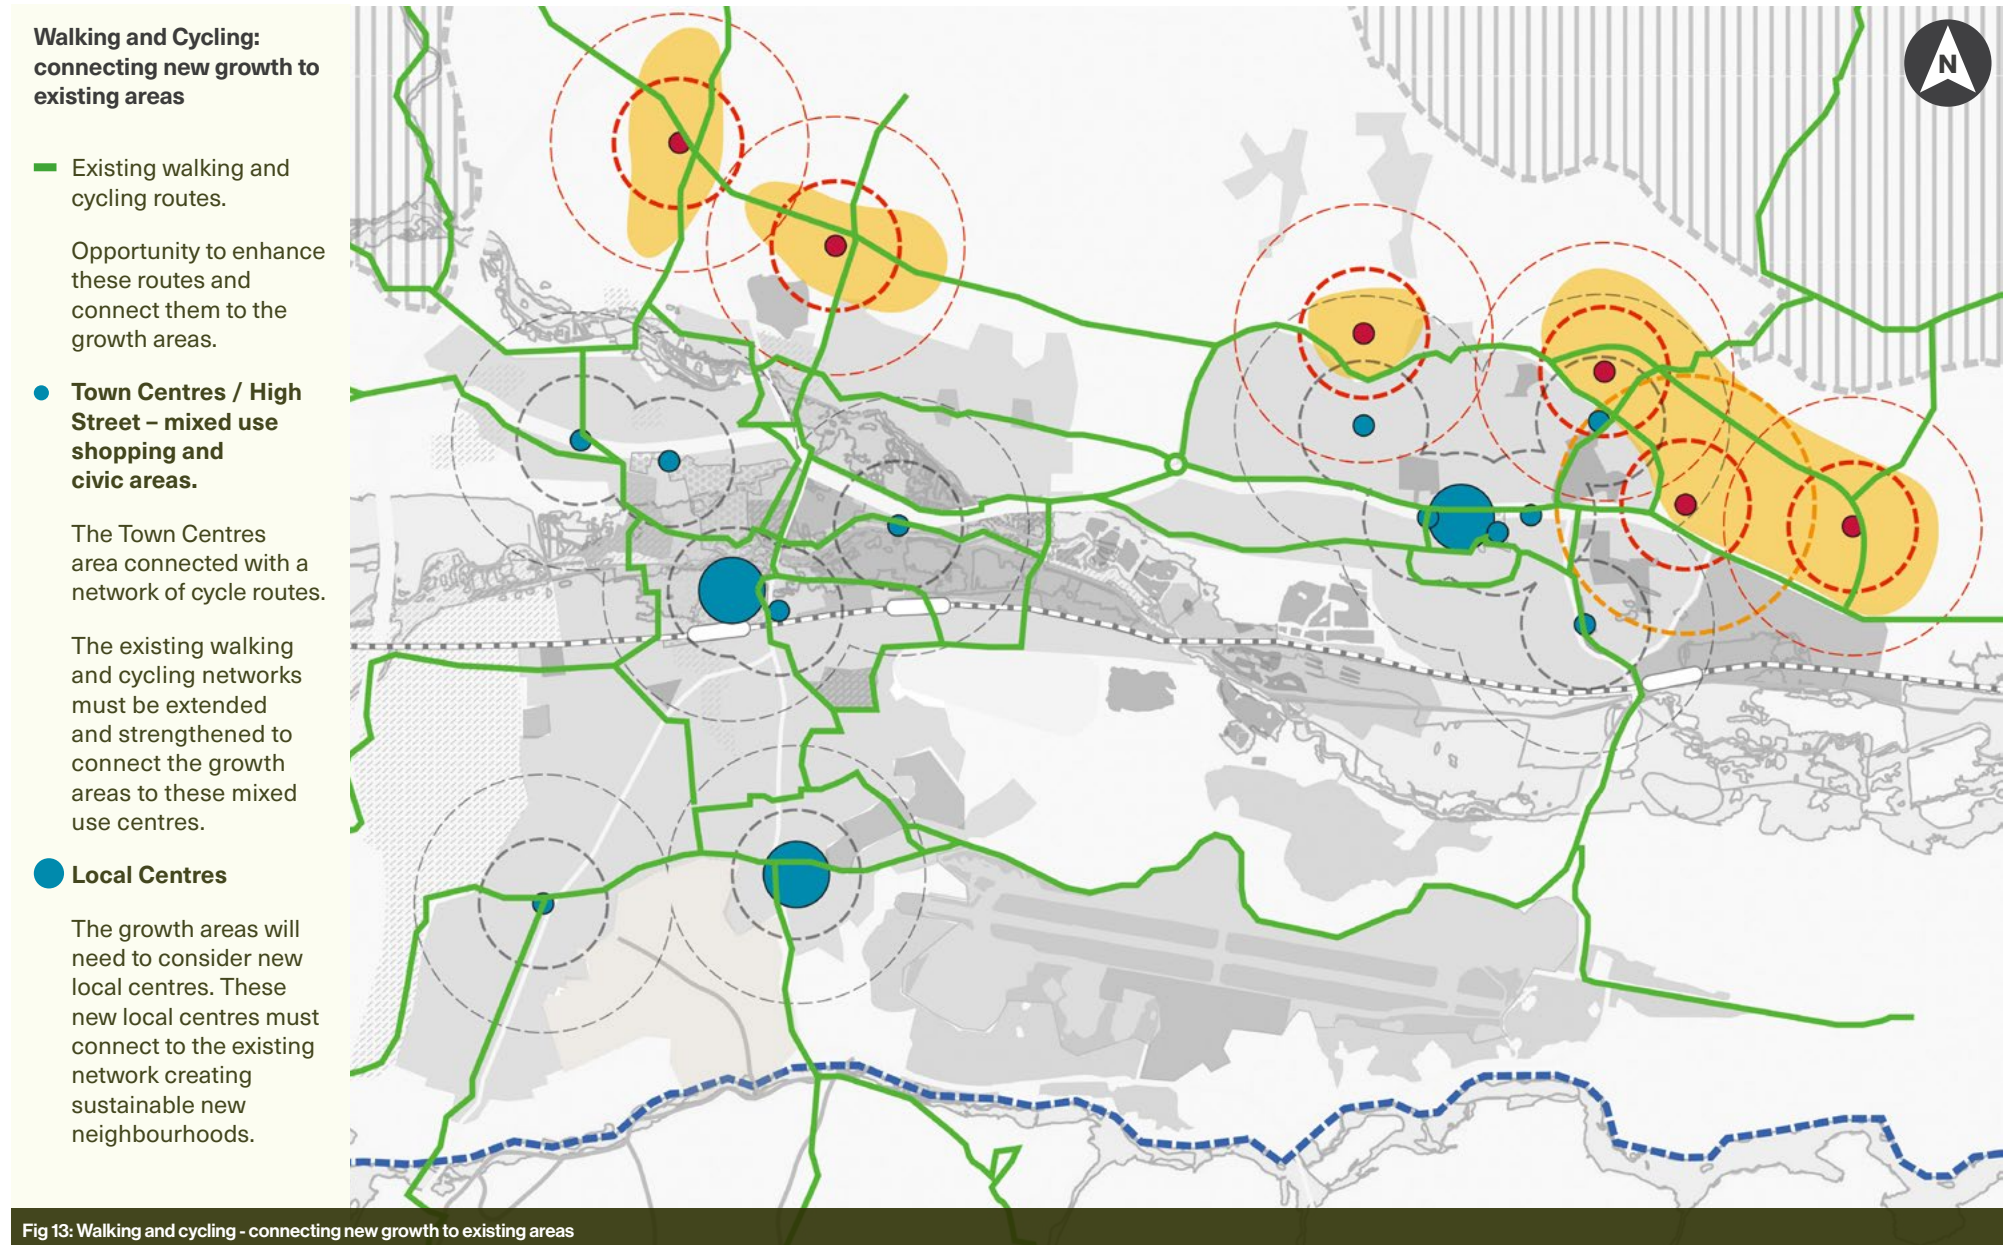 Walking and Cycling:
connecting new growth to
existing areas
Existing walking and
cycling routes.
Opportunity to enhance
these routes and
connect them to the
growth areas.
Town Centres / High
Street – mixed use
shopping and
civic areas.
The Town Centres
area connected with a
network of cycle routes.
The existing walking
and cycling networks
must be extended
and strengthened to
connect the growth
areas to these mixed
use centres.
Local Centres
The growth areas will
need to consider new
local centres. These
new local centres must
connect to the existing
network creating
sustainable new
neighbourhoods.
N
Fig 13: Walking and cycling - connecting new growth to existing areas